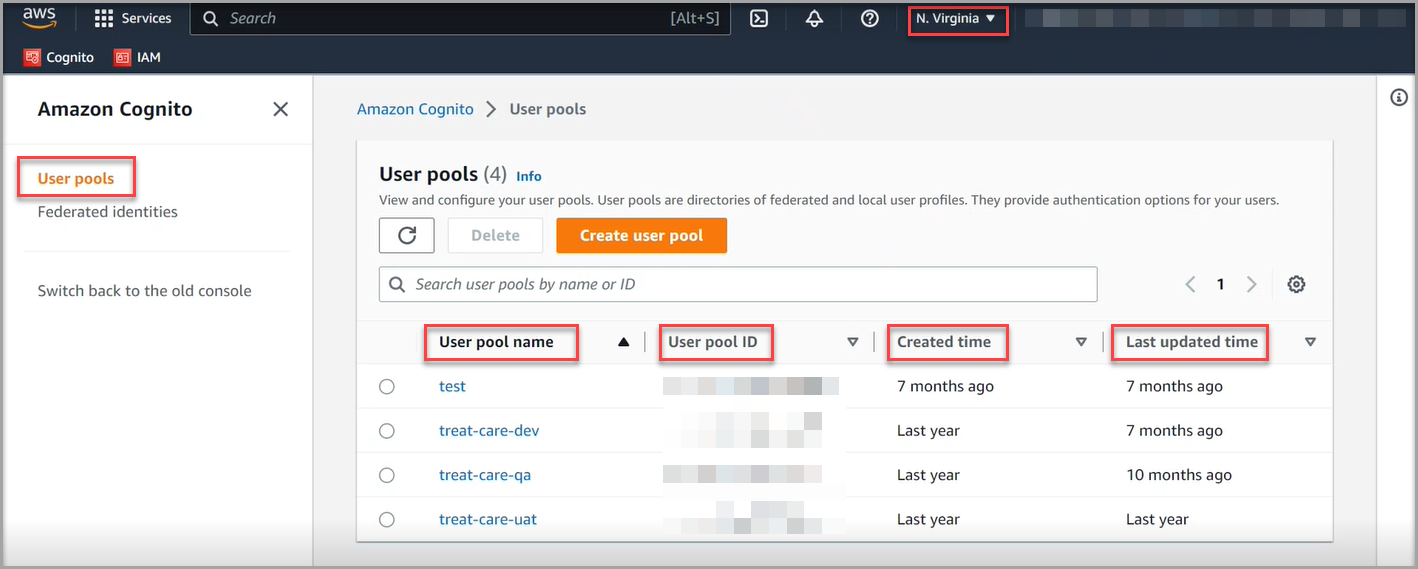 aws
Services
Search
[Alt+S]
N. Virginia
Cognito
IAM
Amazon Cognito
User pools
Federated identities
Switch back to the old console
Amazon Cognito > User pools
User pools (4) Info
View and configure your user pools. User pools are directories of federated and local user profiles. They provide authentication options for your users.
Delete
Create user pool
Search user pools by name or ID
1
User pool name User pool ID Created time Last updated time
test 7 months ago 7 months ago
treat-care-dev Last year 7 months ago
treat-care-qa Last year 10 months ago
treat-care-uat Last year Last year